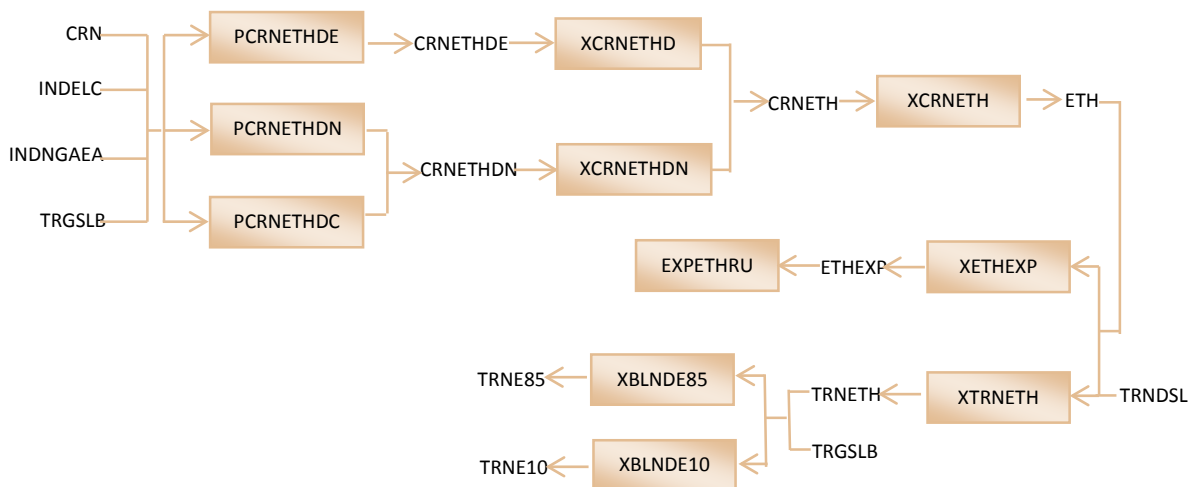 CRN
PCRNETHDE
CRNETHDE
XCRNETHD
INDELC
CRNETH
XCRNETH
ETH
PCRNETHDN
INDNGAEA
CRNETHDN
XCRNETHDN
TRGSLB
PCRNETHDC
EXPETHRU
ETHEXP
XETHEXP
TRNE85
XBLNDE85
TRNETH
XTRNETH
TRNDSL
TRGSLB
TRNE10
XBLNDE10